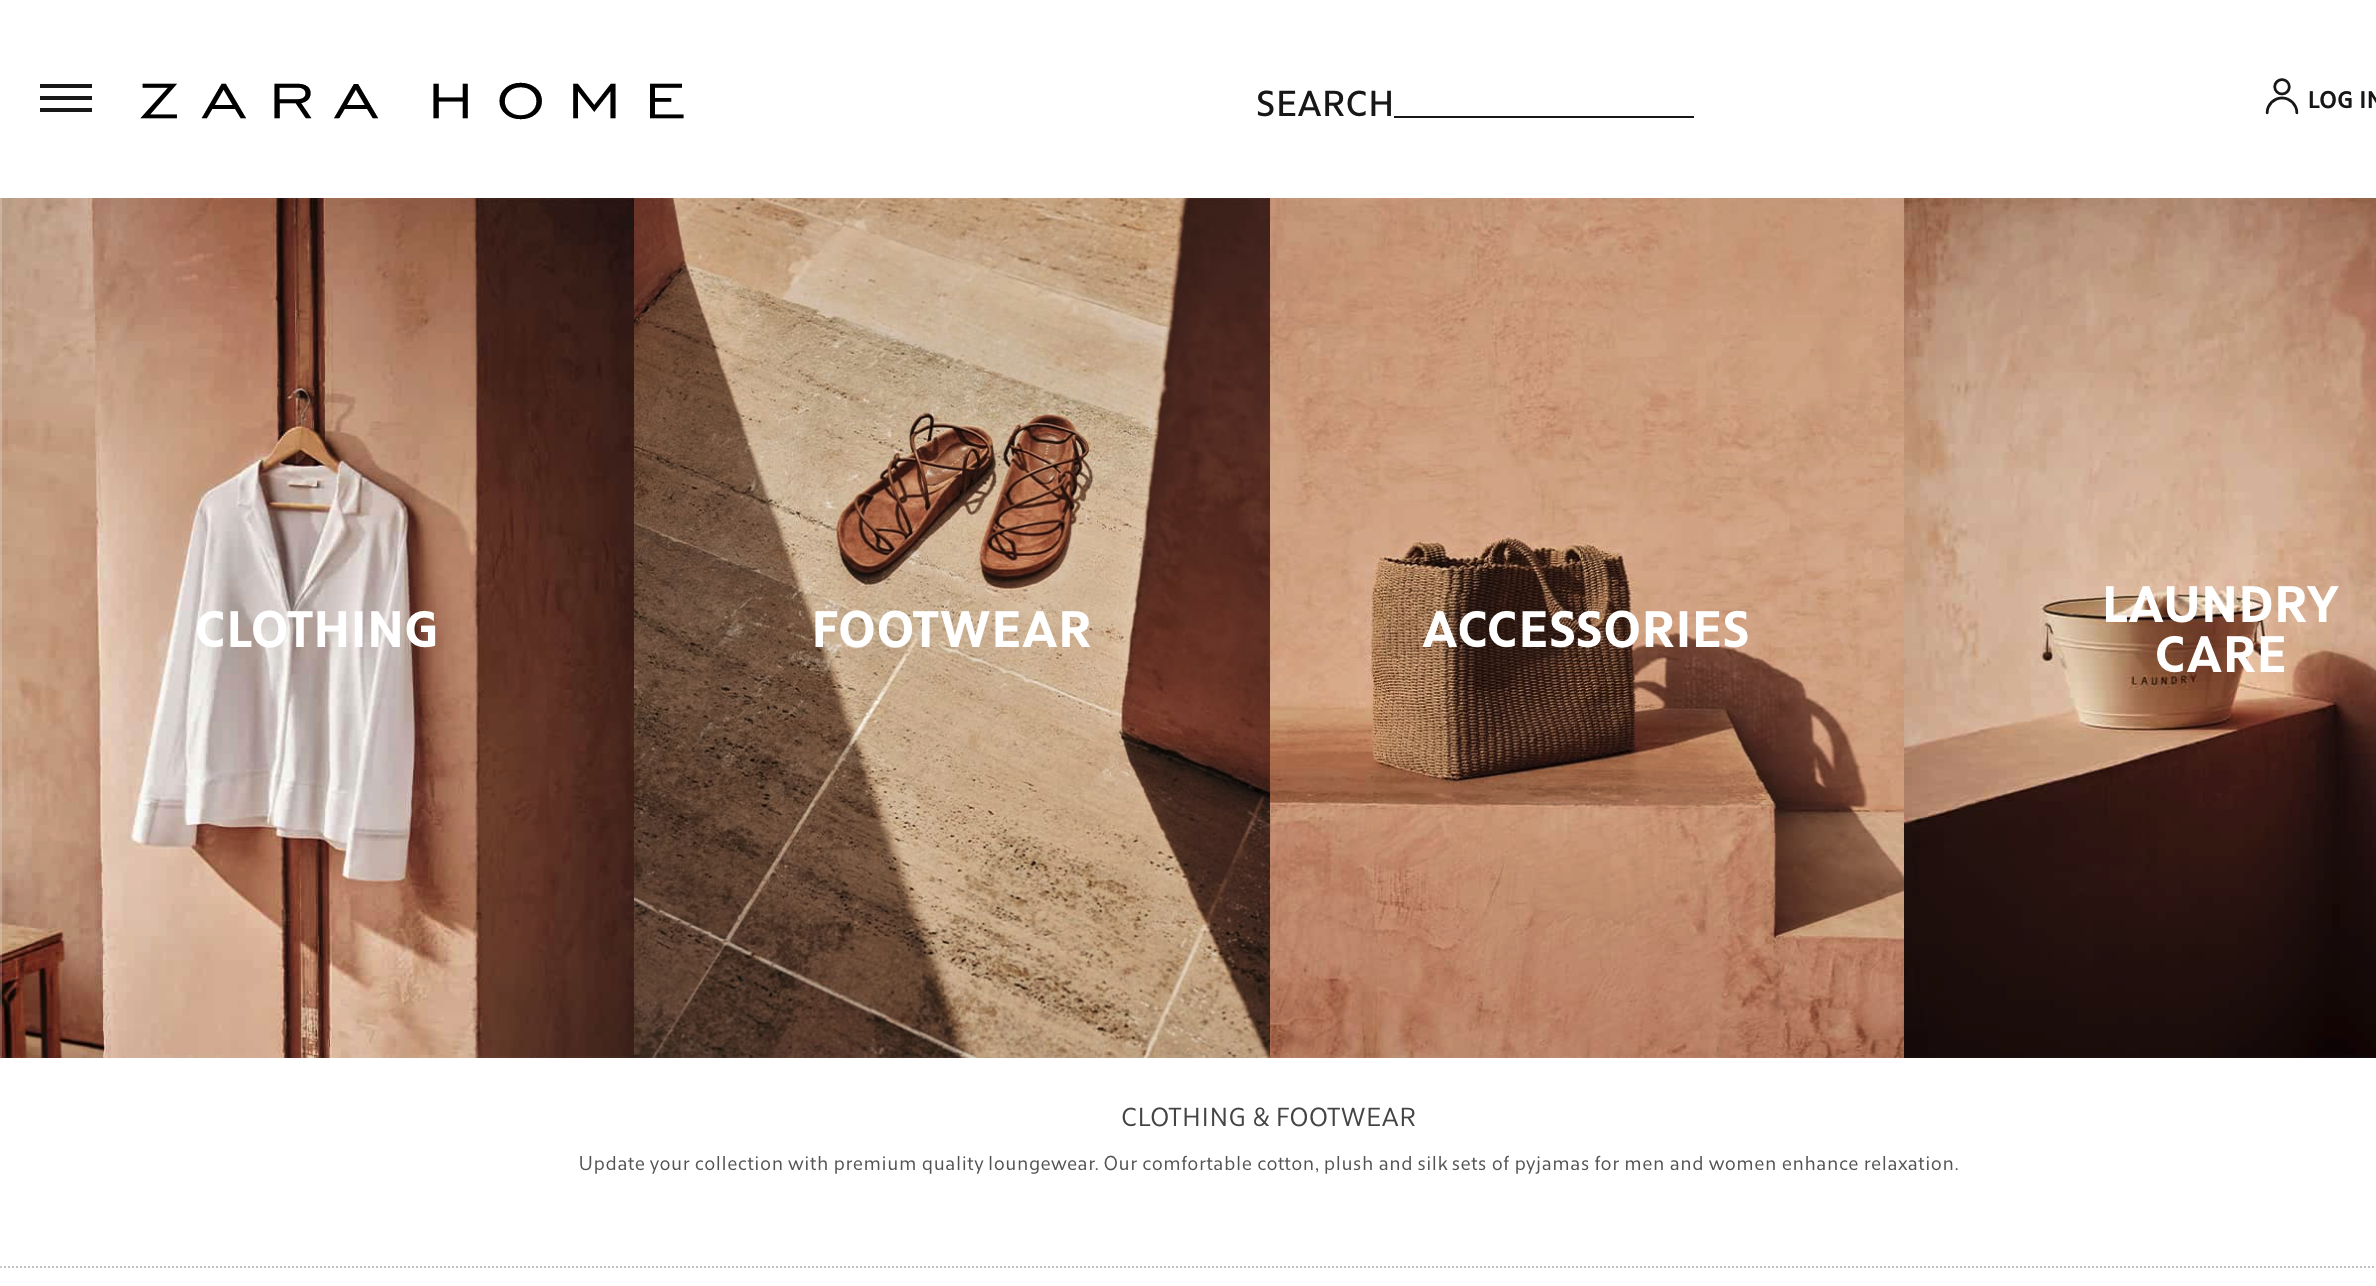 ZARA HOME
SEARCH
LOG IN
CLOTHING
FOOTWEAR
ACCESSORIES
LAUNDRY
CARE
LAUNDRY
CLOTHING & FOOTWEAR
Update your collection with premium quality loungewear. Our comfortable cotton, plush and silk sets of pyjamas for men and women enhance relaxation.